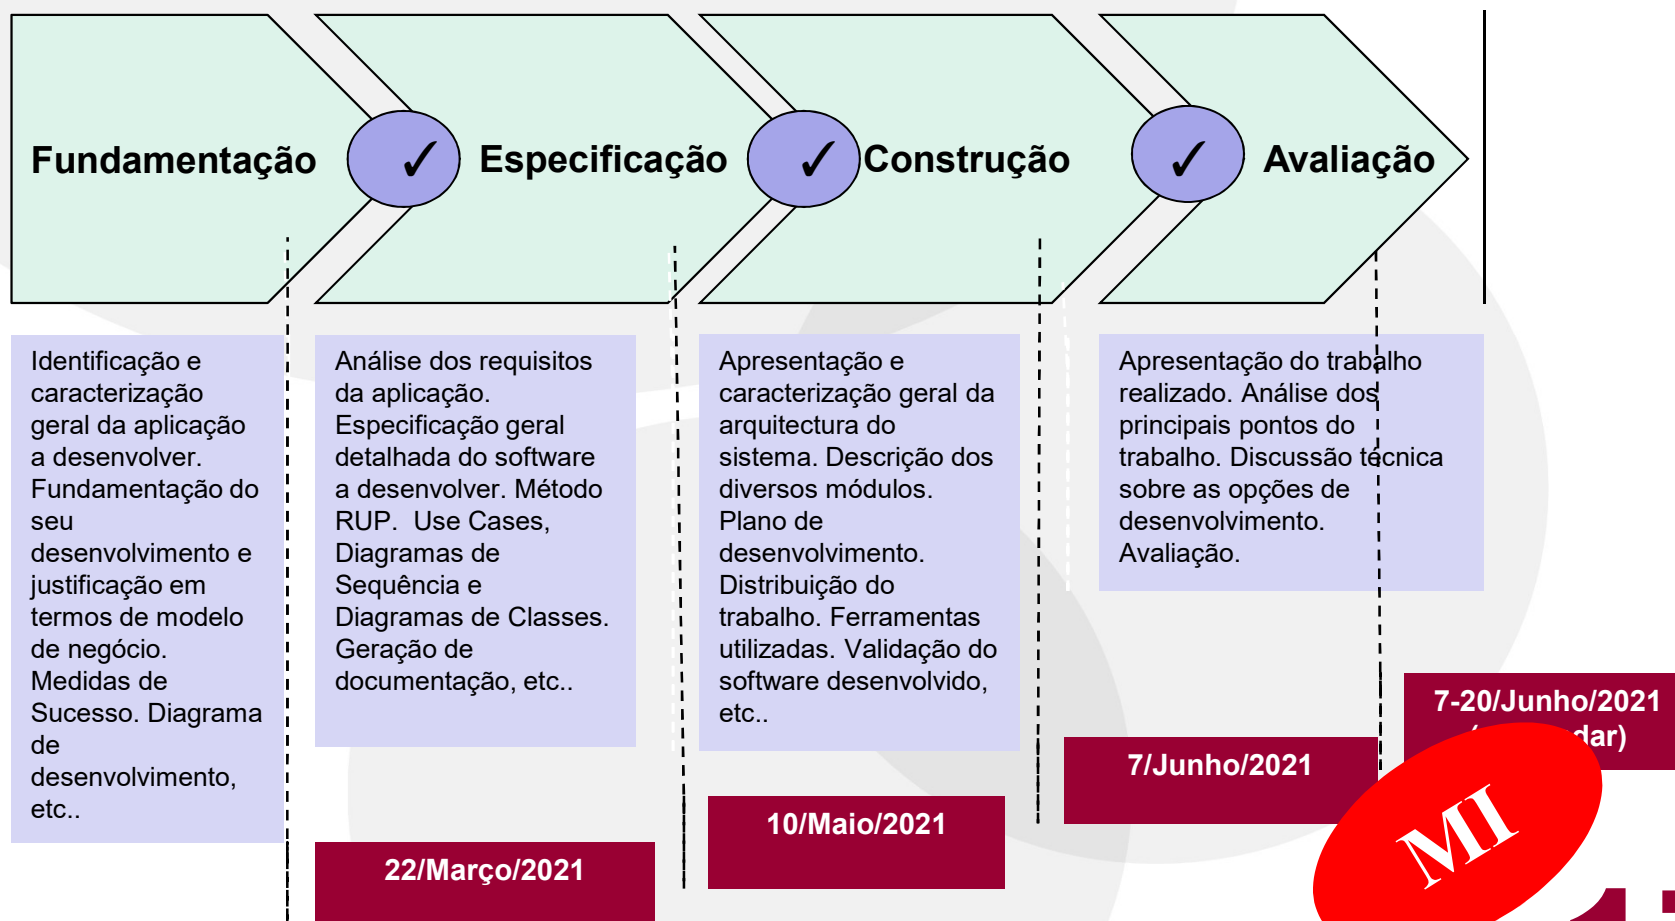 Fundamentação
Especificação
Construção
Avaliação
Identificação e
caracterização
geral da aplicação
a desenvolver.
Fundamentação do
seu
desenvolvimento e
justificação em
termos de modelo
de negócio.
Medidas de
Sucesso. Diagrama
de
desenvolvimento,
etc..
Análise dos requisitos
da aplicação.
Especificação geral
detalhada do software
a desenvolver. Método
RUP.  Use Cases,
Diagramas de
Sequência e
Diagramas de Classes.
Geração de
documentação, etc..
Apresentação e
caracterização geral da
arquitectura do
sistema. Descrição dos
diversos módulos.
Plano de
desenvolvimento.
Distribuição do
trabalho. Ferramentas
utilizadas. Validação do
software desenvolvido,
etc..
Apresentação do trabalho
realizado. Análise dos
principais pontos do
trabalho. Discussão técnica
sobre as opções de
desenvolvimento.
Avaliação.
22/Março/2021
10/Maio/2021
7/Junho/2021
7-20/Junho/2021
MI